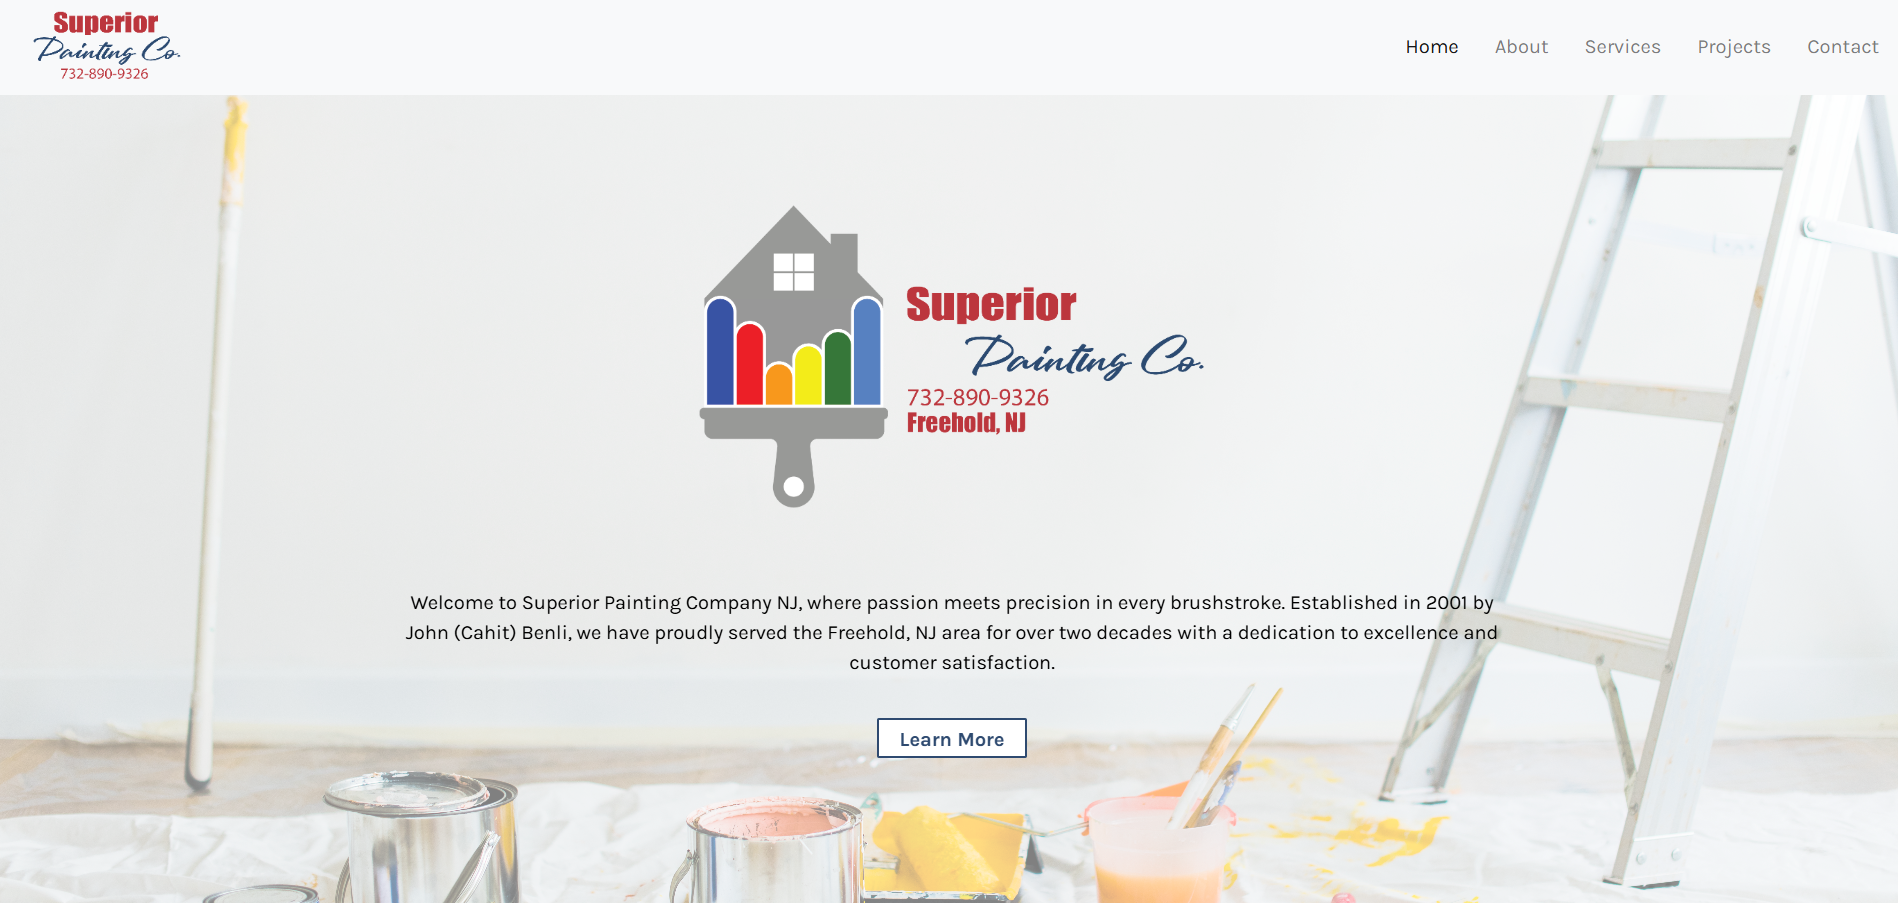 Superior
Painting Co.
732-890-9326
Home About Services Projects Contact
Superior
Painting Co.
732-890-9326
Freehold, NJ
Welcome to Superior Painting Company NJ, where passion meets precision in every brushstroke. Established in 2001 by
John (Cahit) Benli, we have proudly served the Freehold, NJ area for over two decades with a dedication to excellence and
customer satisfaction.
Learn More